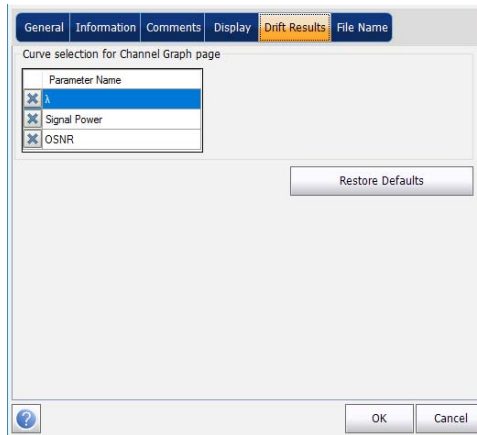 General Information Comments Display Drift Results File Name
Curve selection for Channel Graph page
Parameter Name
λ
Signal Power
OSNR
Restore Defaults
? OK Cancel